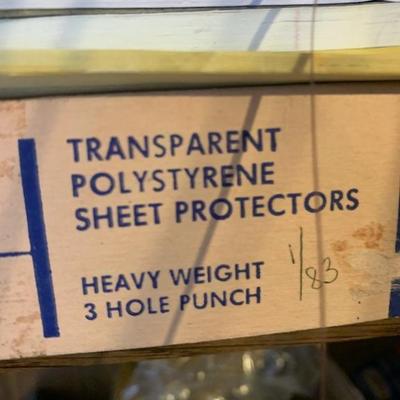 TRANSPARENT
POLYSTYRENE
SHEET PROTECTORS
HEAVY WEIGHT
3 HOLE PUNCH
1/83